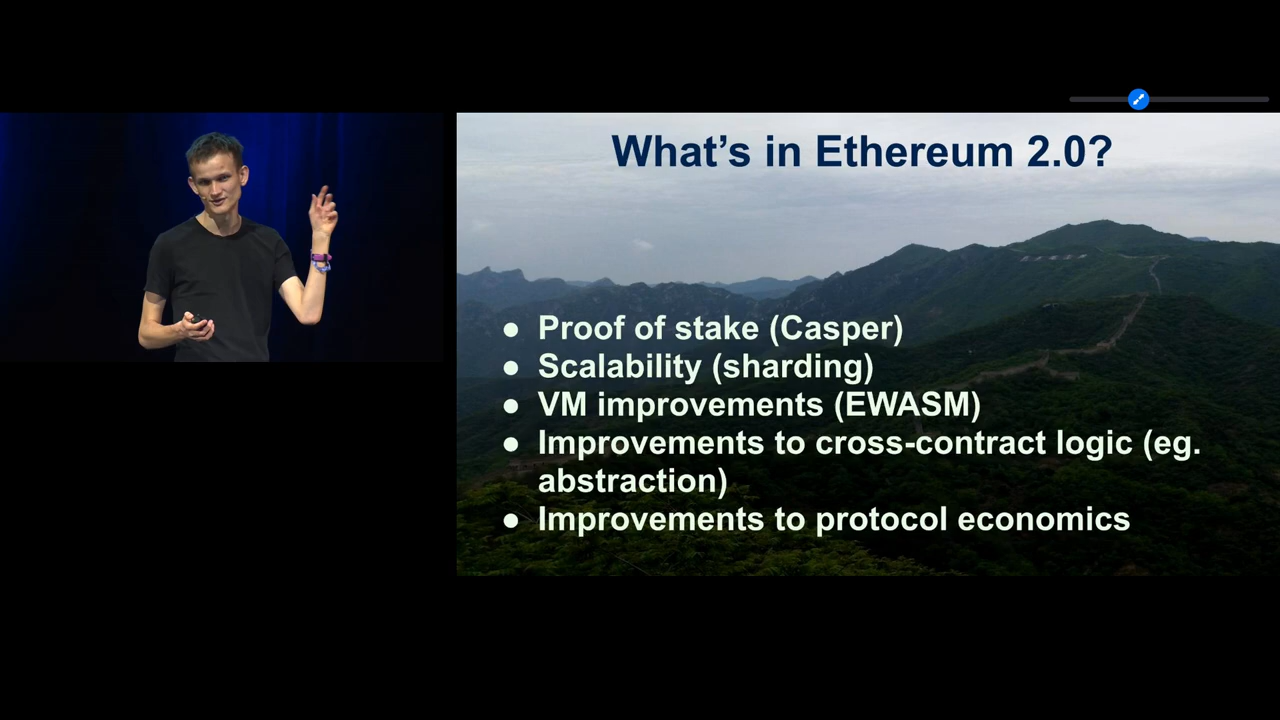 What's in Ethereum 2.0?
● Proof of stake (Casper)
● Scalability (sharding)
● VM improvements (EWASM)
● Improvements to cross-contract logic (eg.
abstraction)
● Improvements to protocol economics